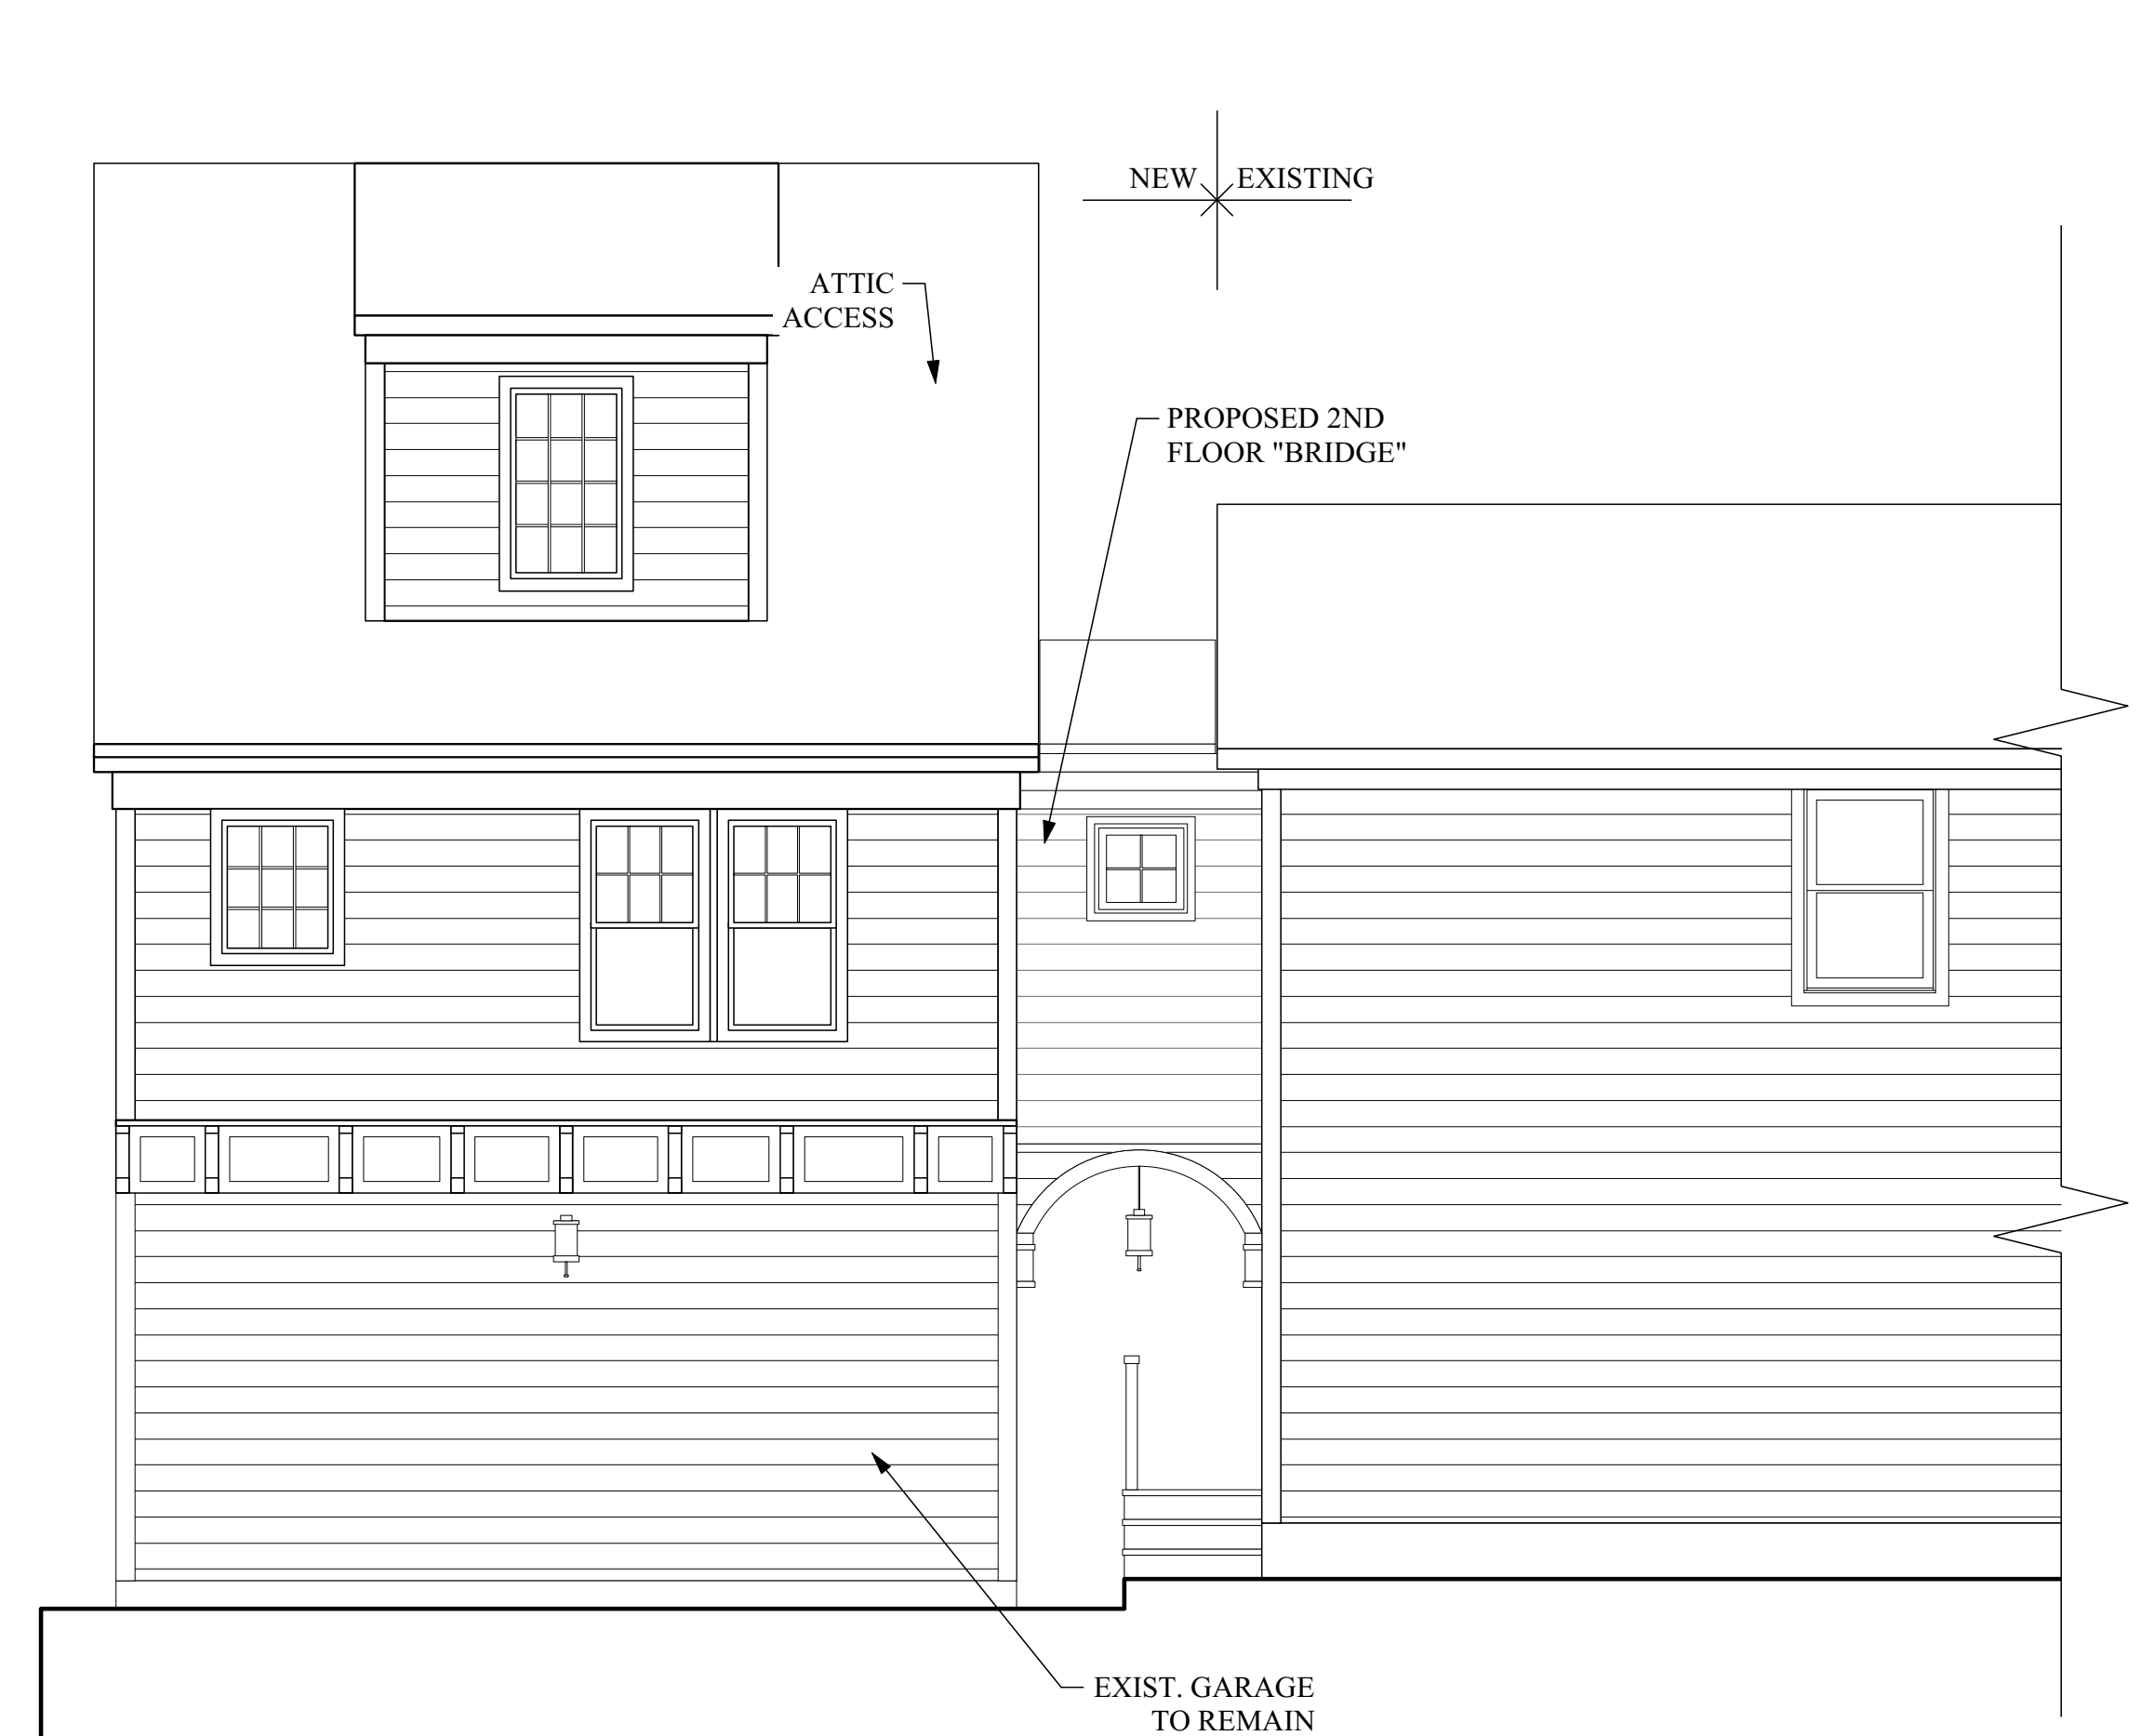 NEW EXISTING
ATTIC
ACCESS
PROPOSED 2ND
FLOOR "BRIDGE"
EXIST. GARAGE
TO REMAIN